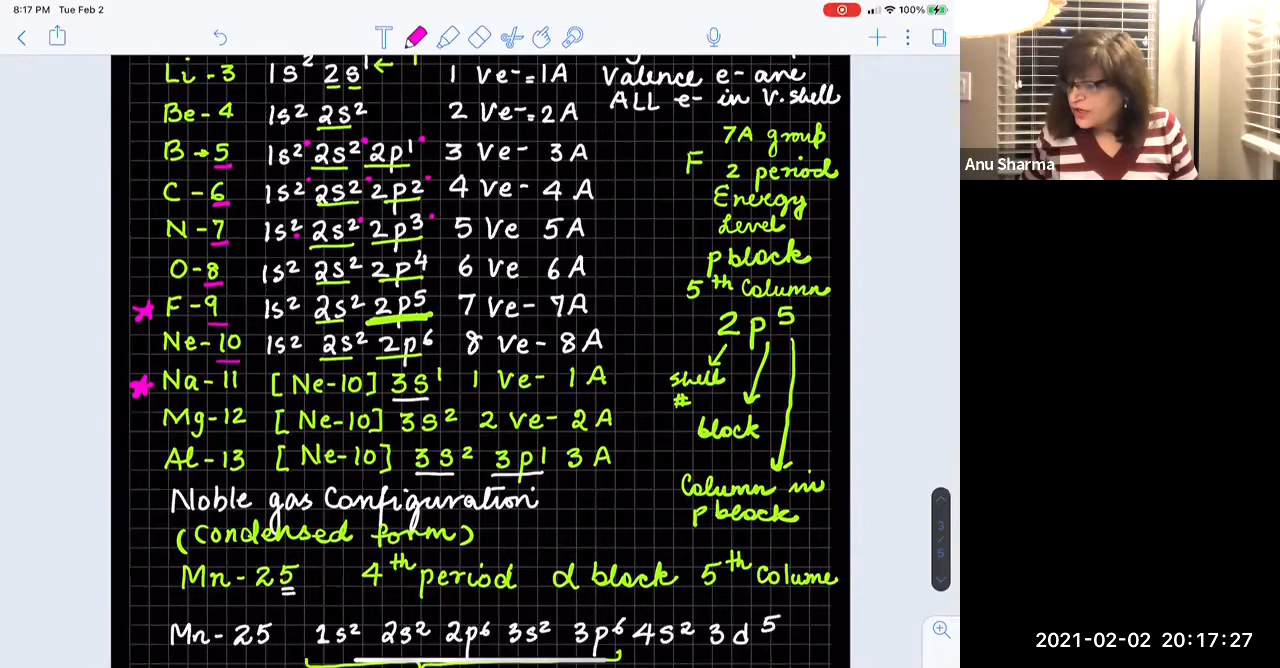 8:17 PM Tue Feb 2
100%
Li - 3 1s² 2s¹ ← 1 ve- = 1A Valence e- are
ALL e- in V. shell
Be - 4 1s² 2s² 2 ve- = 2A
7A group
B → 5 1s² 2s² 2p¹ 3 ve- 3A
F 2 period
C - 6 1s² 2s² 2p² 4 ve- 4A
Energy
Level
N - 7 1s² 2s² 2p³ 5 ve 5A
p block
O - 8 1s² 2s² 2p⁴ 6 ve 6A
5th Column
F - 9 1s² 2s² 2p⁵ 7 ve- 7A
2p⁵
Ne - 10 1s² 2s² 2p⁶ 8 ve- 8A
Na - 11 [Ne-10] 3s¹ 1 ve- 1A
shell
#
Mg - 12 [Ne-10] 3s² 2 ve- 2A
block
Al - 13 [Ne-10] 3s² 3p¹ 3A
Column in
p block
Noble gas Configuration
(Condensed form)
Mn - 25 4th period d block 5th Colume
Mn - 25 1s² 2s² 2p⁶ 3s² 3p⁶ 4s² 3d⁵
3
/
5
Anu Sharma
2021-02-02 20:17:27